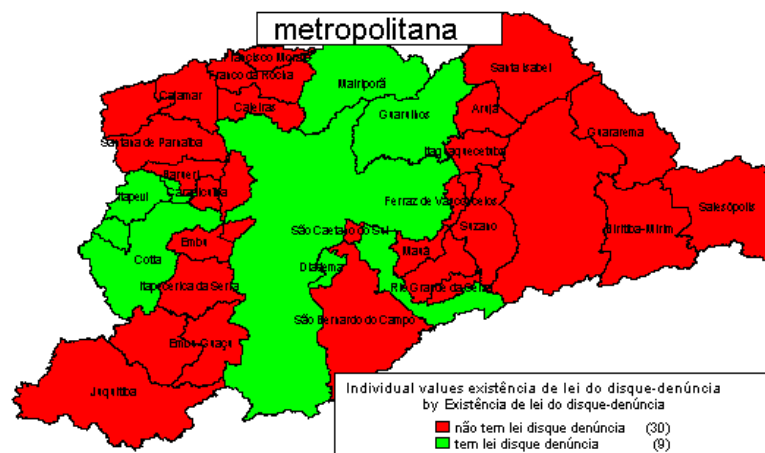 metropolitana
Francisco Morato
Franco da Rocha
Santa Isabel
Mairiporã
Cajamar
Caieiras
Guarulhos
Arujá
Guararema
Santana de Parnaíba
Itaquaquecetuba
Barueri
Carapicuíba
Itapevi
Ferraz de Vasconcelos
Salesópolis
Suzano
São Caetano do Sul
Biritiba-Mirim
Embu
Mauá
Cotia
Diadema
Itapecerica da Serra
Rio Grande da Serra
São Bernardo do Campo
Embu-Guaçu
Juquitiba
Individual values existência de lei do disque-denúncia
by Existência de lei do disque-denúncia
não tem lei disque denúncia (30)
tem lei disque denúncia (9)